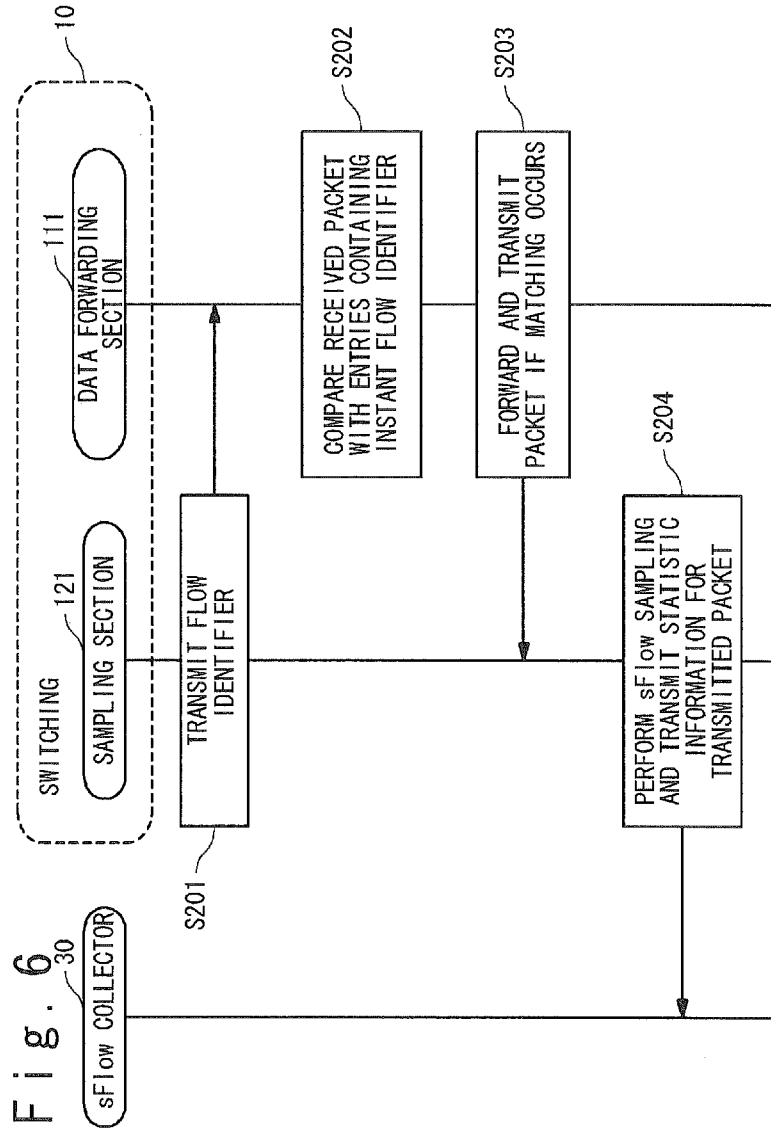 Fig. 6
SWITCHING
10
30
sFlow COLLECTOR
121
SAMPLING SECTION
111
DATA FORWARDING
SECTION
S201
TRANSMIT FLOW
IDENTIFIER
COMPARE RECEIVED PACKET
WITH ENTRIES CONTAINING
INSTANT FLOW IDENTIFIER
S202
FORWARD AND TRANSMIT
PACKET IF MATCHING OCCURS
S203
PERFORM sFlow SAMPLING
AND TRANSMIT STATISTIC
INFORMATION FOR
TRANSMITTED PACKET
S204